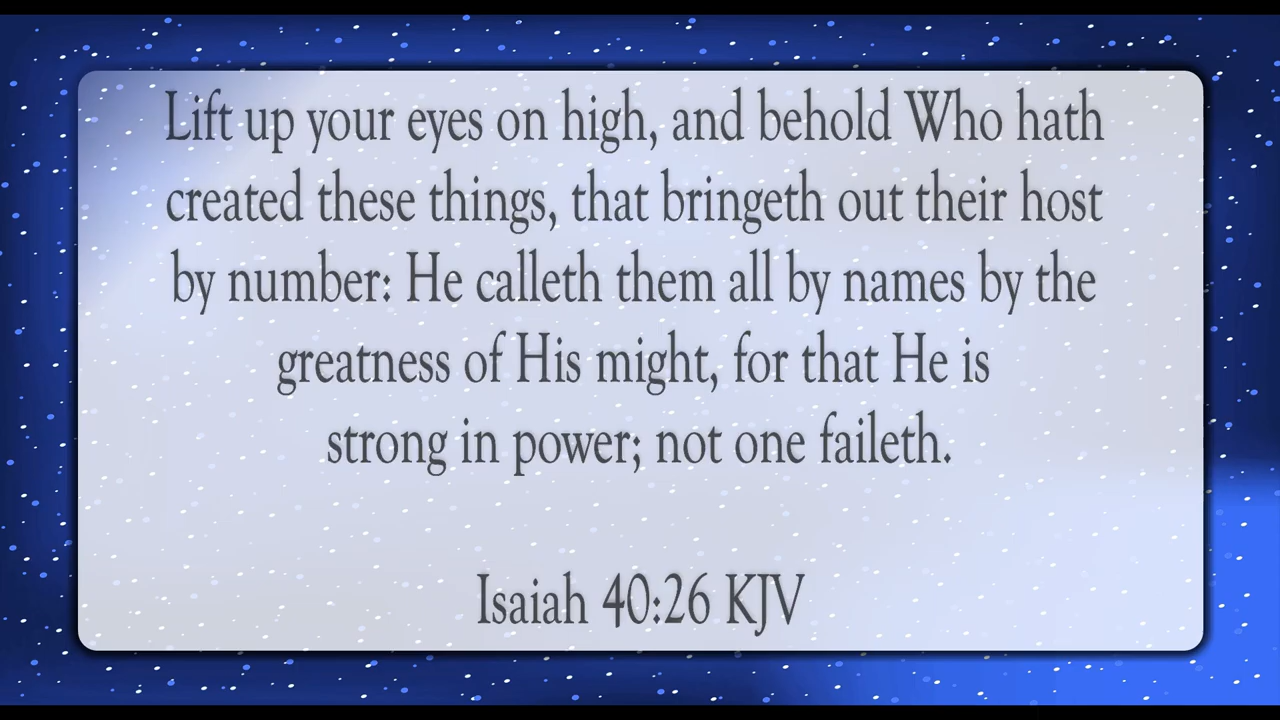 Lift up your eyes on high, and behold Who hath
created these things, that bringeth out their host
by number: He calleth them all by names by the
greatness of His might, for that He is
strong in power; not one faileth.
Isaiah 40:26 KJV